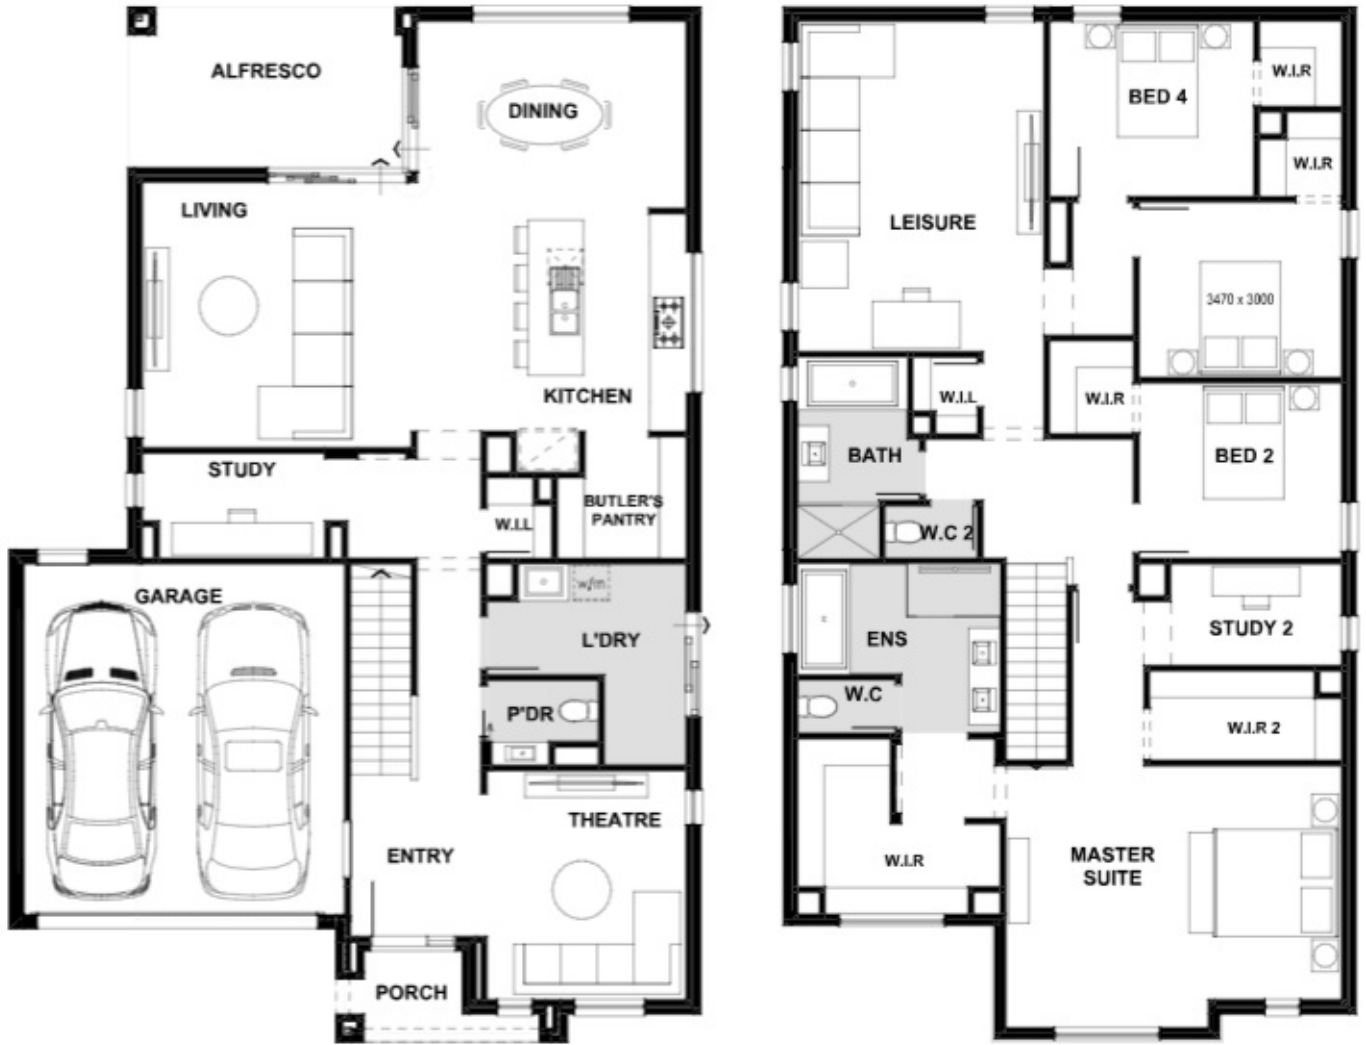 ALFRESCO
DINING
LIVING
KITCHEN
STUDY
W.I.L
BUTLER'S
PANTRY
GARAGE
w/m
L'DRY
P'DR
THEATRE
ENTRY
PORCH
BED 4
W.I.R
W.I.R
LEISURE
3470 x 3000
W.I.L
W.I.R
BATH
BED 2
W.C 2
ENS
STUDY 2
W.C
W.I.R 2
W.I.R
MASTER
SUITE